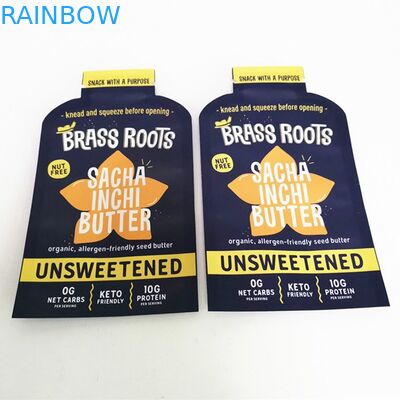 RAINBOW
SNACK WITH A PURPOSE
- knead and squeeze before opening -
BRASS ROOTS
NUT
FREE
SACHA
INCHI
BUTTER
organic, allergen-friendly seed butter
UNSWEETENED
0G
NET CARBS
PER SERVING
KETO
FRIENDLY
10G
PROTEIN
PER SERVING
SNACK WITH A PURPOSE
- knead and squeeze before opening -
BRASS ROOTS
NUT
FREE
SACHA
INCHI
BUTTER
organic, allergen-friendly seed butter
UNSWEETENED
0G
NET CARBS
PER SERVING
KETO
FRIENDLY
10G
PROTEIN
PER SERVING